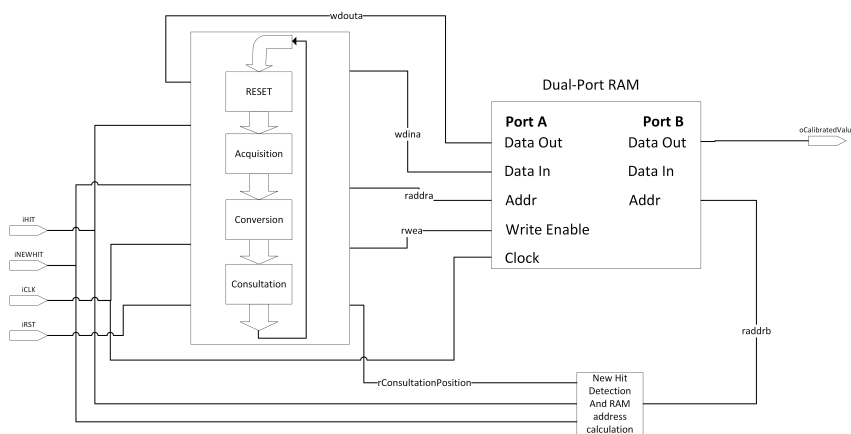 wdouta
Dual-Port RAM
RESET
Port A
Port B
oCalibratedValu
Data Out
Data Out
wdina
Acquisition
Data In
Data In
raddra
Addr
Addr
Conversion
iHIT
rwea
Write Enable
iNEWHIT
Clock
Consultation
iCLK
iRST
raddrb
rConsultationPosition
New Hit
Detection
And RAM
address
calculation